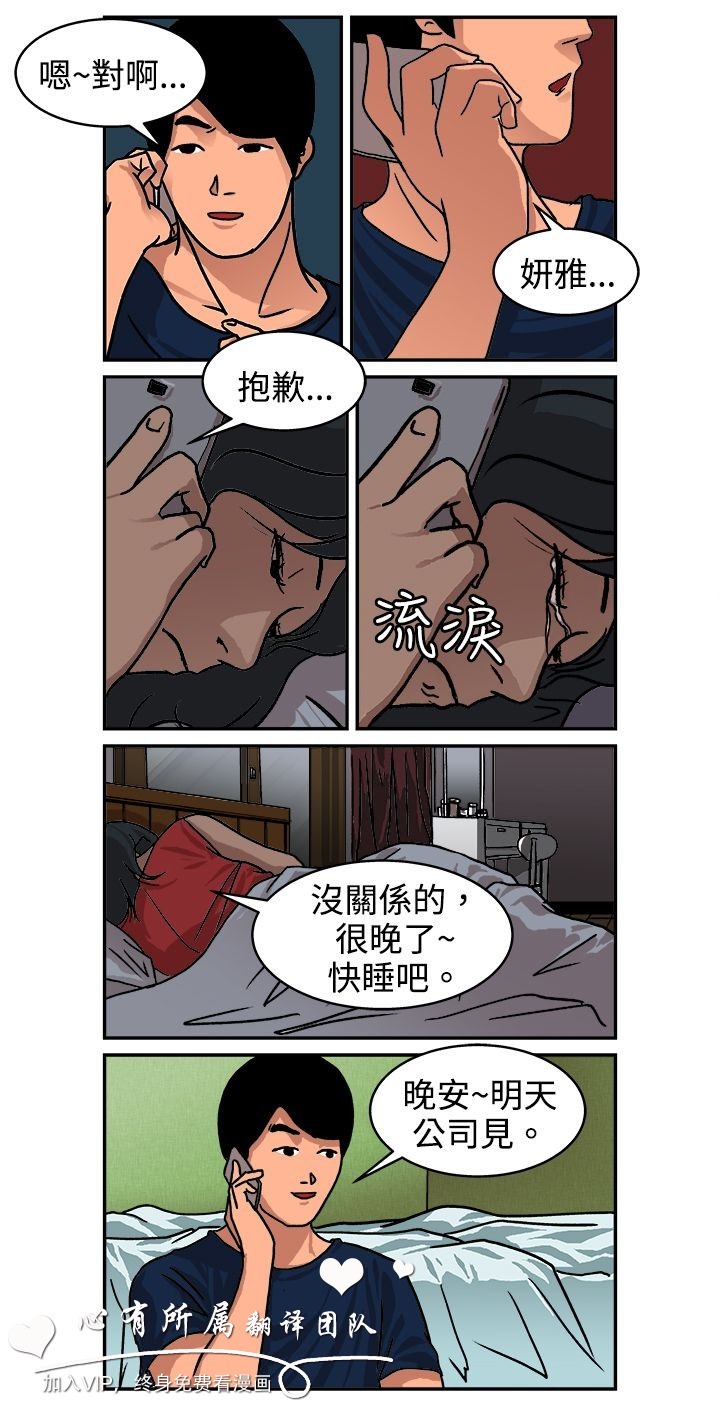 嗯~對啊...
妍雅...
抱歉...
流淚
沒關係的，
很晚了~
快睡吧。
晚安~明天
公司見。
心有所属翻译团队
加入VIP，终身免费看漫画